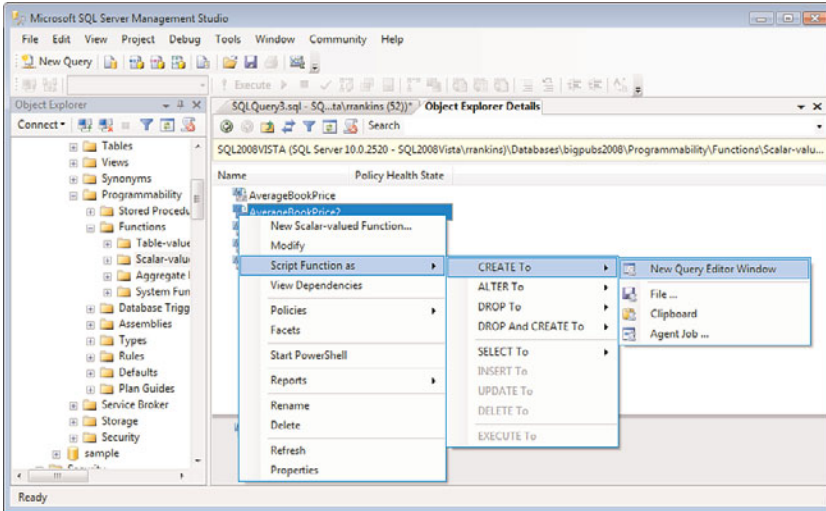 Microsoft SQL Server Management Studio
File Edit View Project Debug Tools Window Community Help
New Query
Execute
Object Explorer
SQLQuery3.sql - SQ...ta\rrankins (52))* Object Explorer Details
Connect
Search
SQL2008VISTA (SQL Server 10.0.2520 - SQL2008Vista\rrankins)\Databases\bigpubs2008\Programmability\Functions\Scalar-valu...
Name Policy Health State
Tables
Views
Synonyms
Programmability
Stored Procedu
Functions
Table-value
Scalar-value
Aggregate
System Fun
Database Trigg
Assemblies
Types
Rules
Defaults
Plan Guides
Service Broker
Storage
Security
sample
AverageBookPrice
AverageBookPrice2
New Scalar-valued Function...
Modify
Script Function as
View Dependencies
Policies
Facets
Start PowerShell
Reports
Rename
Delete
Refresh
Properties
CREATE To
ALTER To
DROP To
DROP And CREATE To
SELECT To
INSERT To
UPDATE To
DELETE To
EXECUTE To
New Query Editor Window
File ...
Clipboard
Agent Job ...
Ready